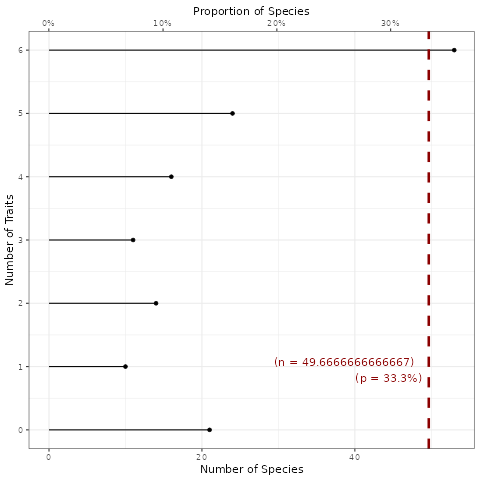 Proportion of Species
0% 10% 20% 30%
6
5
4
3
2
1
0
Number of Traits
(n = 49.6666666666667)
(p = 33.3%)
0 20 40
Number of Species